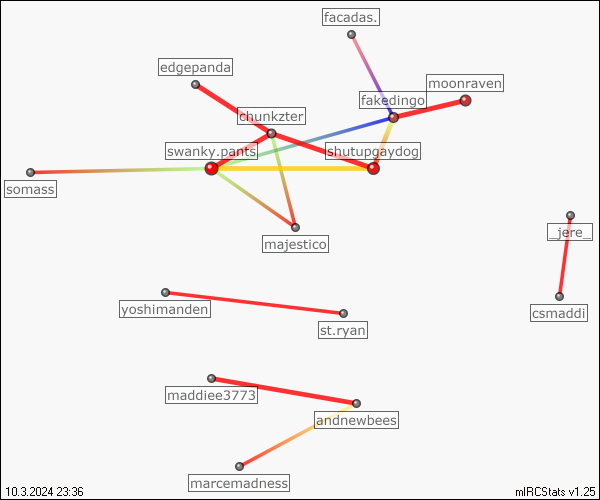 facadas.
edgepanda
moonraven
fakedingo
chunkzter
swanky.pants
shutupgaydog
somass
majestico
_jere_
yoshimanden
csmaddi
st.ryan
maddiee3773
andnewbees
marcemadness
10.3.2024 23:36
mIRCStats v1.25